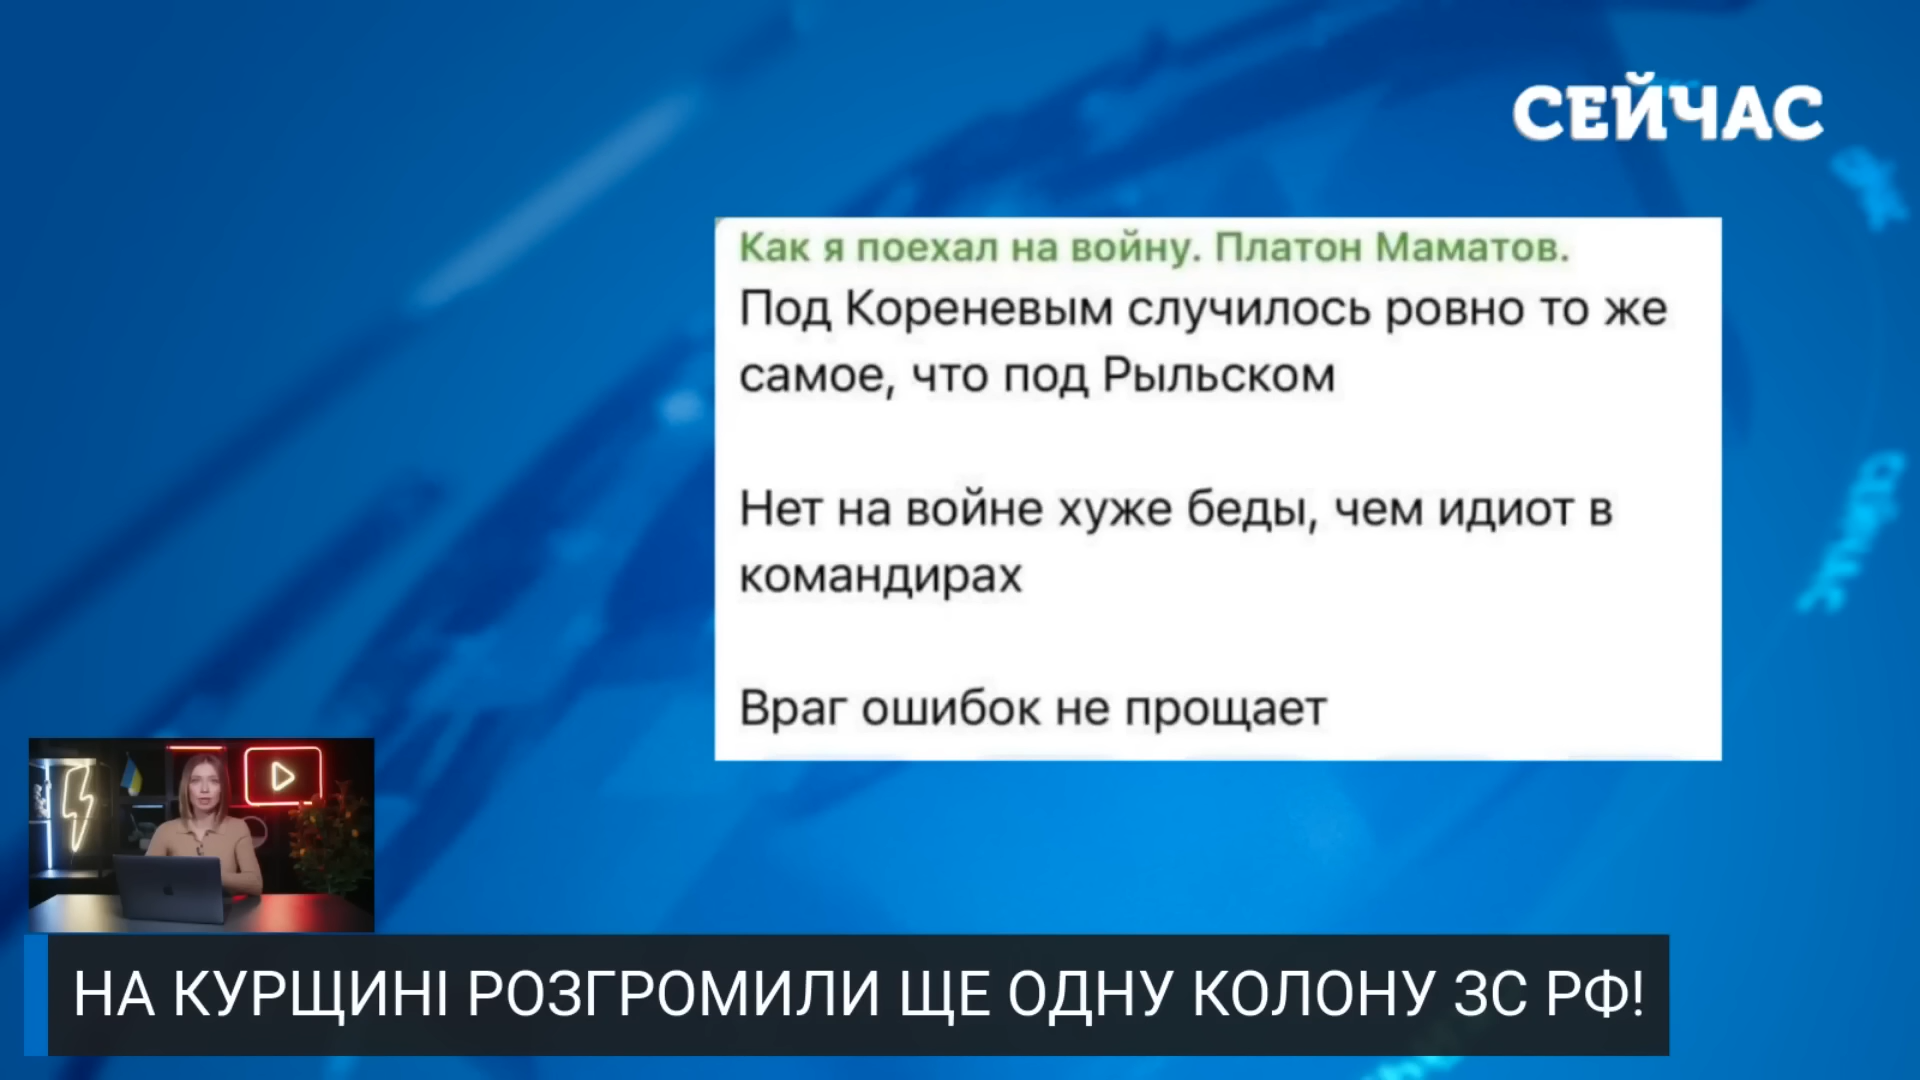 СЕЙЧАС
Как я поехал на войну. Платон Маматов.
Под Кореневым случилось ровно то же
самое, что под Рыльском
Нет на войне хуже беды, чем идиот в
командирах
Враг ошибок не прощает
НА КУРЩИНІ РОЗГРОМИЛИ ЩЕ ОДНУ КОЛОНУ ЗС РФ!